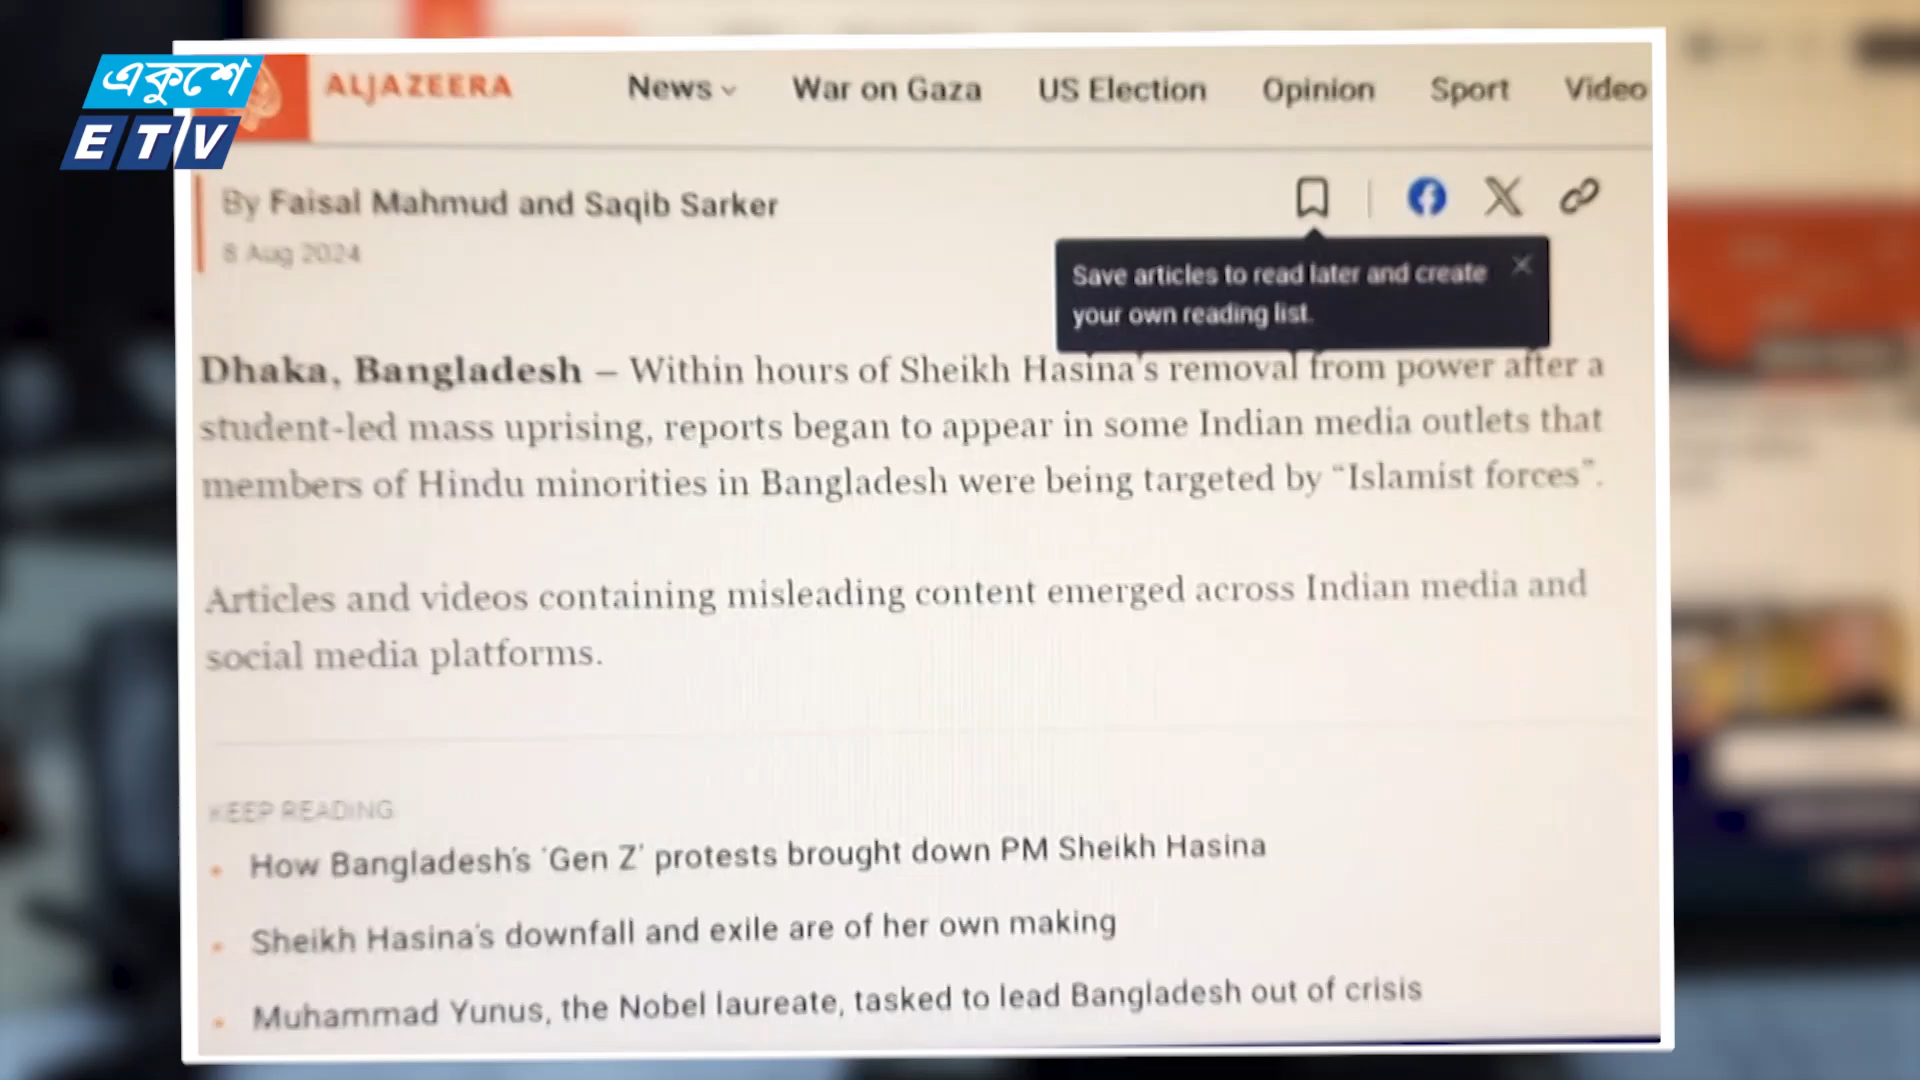 একুশে
ETV
ALJAZEERA
News
War on Gaza
US Election
Opinion
Sport
Video
By Faisal Mahmud and Saqib Sarker
8 Aug 2024
Save articles to read later and create
your own reading list.
Dhaka, Bangladesh – Within hours of Sheikh Hasina's removal from power after a
student-led mass uprising, reports began to appear in some Indian media outlets that
members of Hindu minorities in Bangladesh were being targeted by “Islamist forces”.
Articles and videos containing misleading content emerged across Indian media and
social media platforms.
KEEP READING
How Bangladesh's ‘Gen Z’ protests brought down PM Sheikh Hasina
Sheikh Hasina's downfall and exile are of her own making
Muhammad Yunus, the Nobel laureate, tasked to lead Bangladesh out of crisis